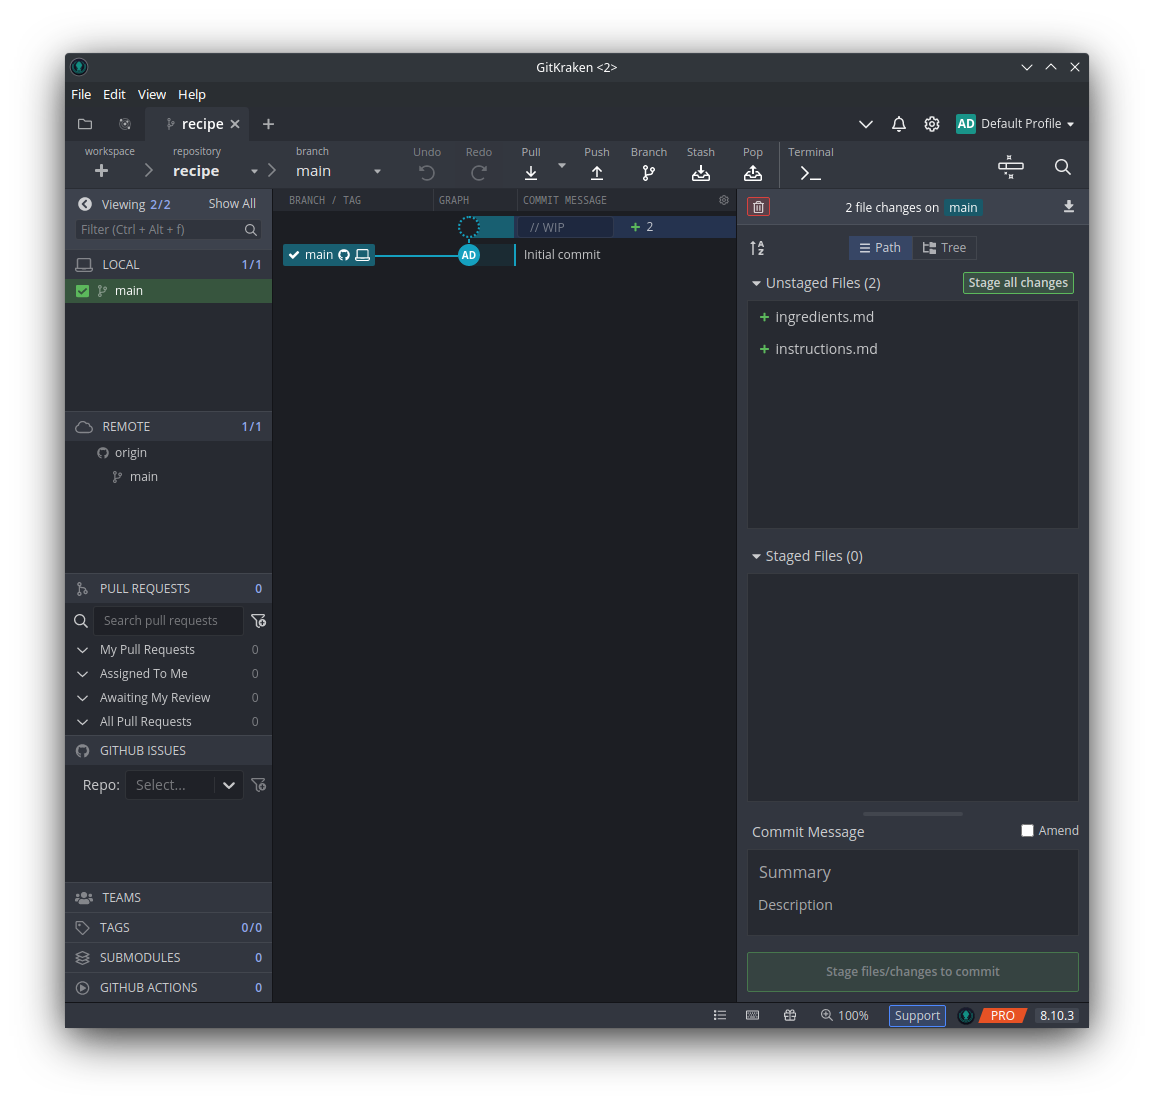 GitKraken <2>
File Edit View Help
recipe
AD Default Profile
workspace
repository
recipe
branch
main
Undo
Redo
Pull
Push
Branch
Stash
Pop
Terminal
Viewing 2/2 Show All
Filter (Ctrl + Alt + f)
LOCAL 1/1
main
REMOTE 1/1
origin
main
PULL REQUESTS 0
Search pull requests
My Pull Requests 0
Assigned To Me 0
Awaiting My Review 0
All Pull Requests 0
GITHUB ISSUES
Repo: Select...
TEAMS
TAGS 0/0
SUBMODULES 0
GITHUB ACTIONS 0
BRANCH / TAG GRAPH COMMIT MESSAGE
// WIP + 2
main AD Initial commit
2 file changes on main
Path Tree
Unstaged Files (2) Stage all changes
+ ingredients.md
+ instructions.md
Staged Files (0)
Commit Message Amend
Summary
Description
Stage files/changes to commit
100% Support PRO 8.10.3